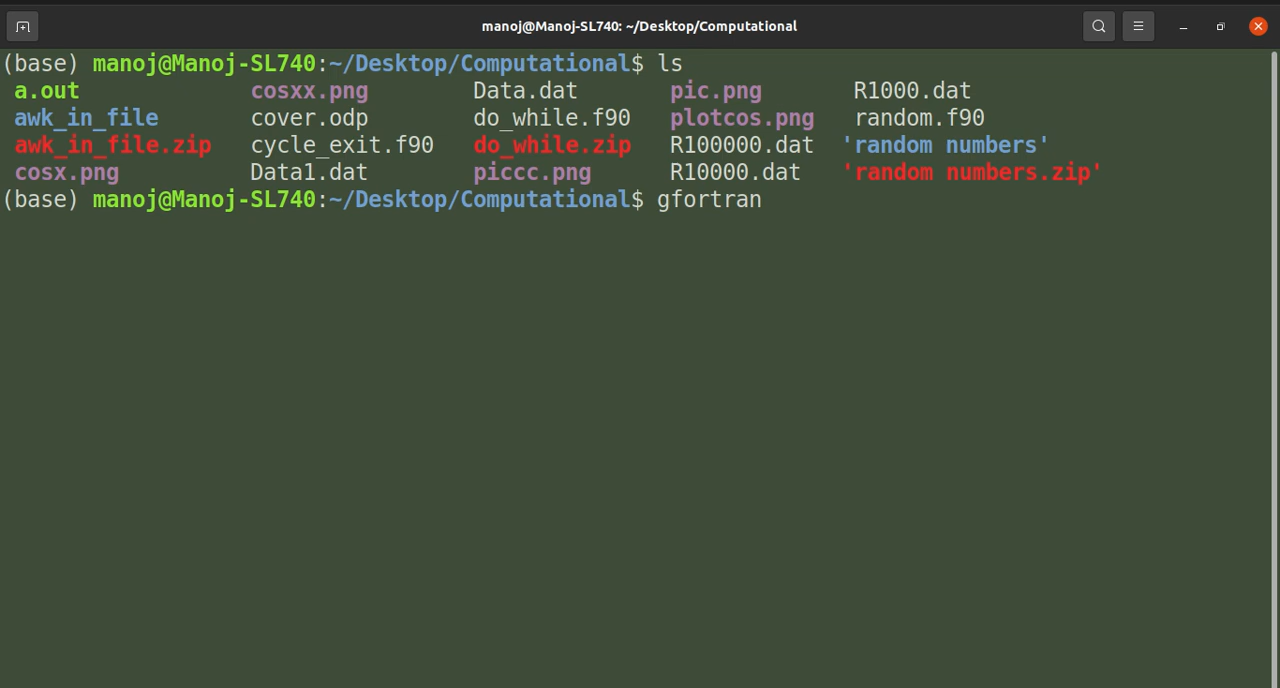 manoj@Manoj-SL740: ~/Desktop/Computational
(base) manoj@Manoj-SL740:~/Desktop/Computational$ ls
a.out cosxx.png Data.dat pic.png R1000.dat
awk_in_file cover.odp do_while.f90 plotcos.png random.f90
awk_in_file.zip cycle_exit.f90 do_while.zip R100000.dat 'random numbers'
cosx.png Data1.dat piccc.png R10000.dat 'random numbers.zip'
(base) manoj@Manoj-SL740:~/Desktop/Computational$ gfortran